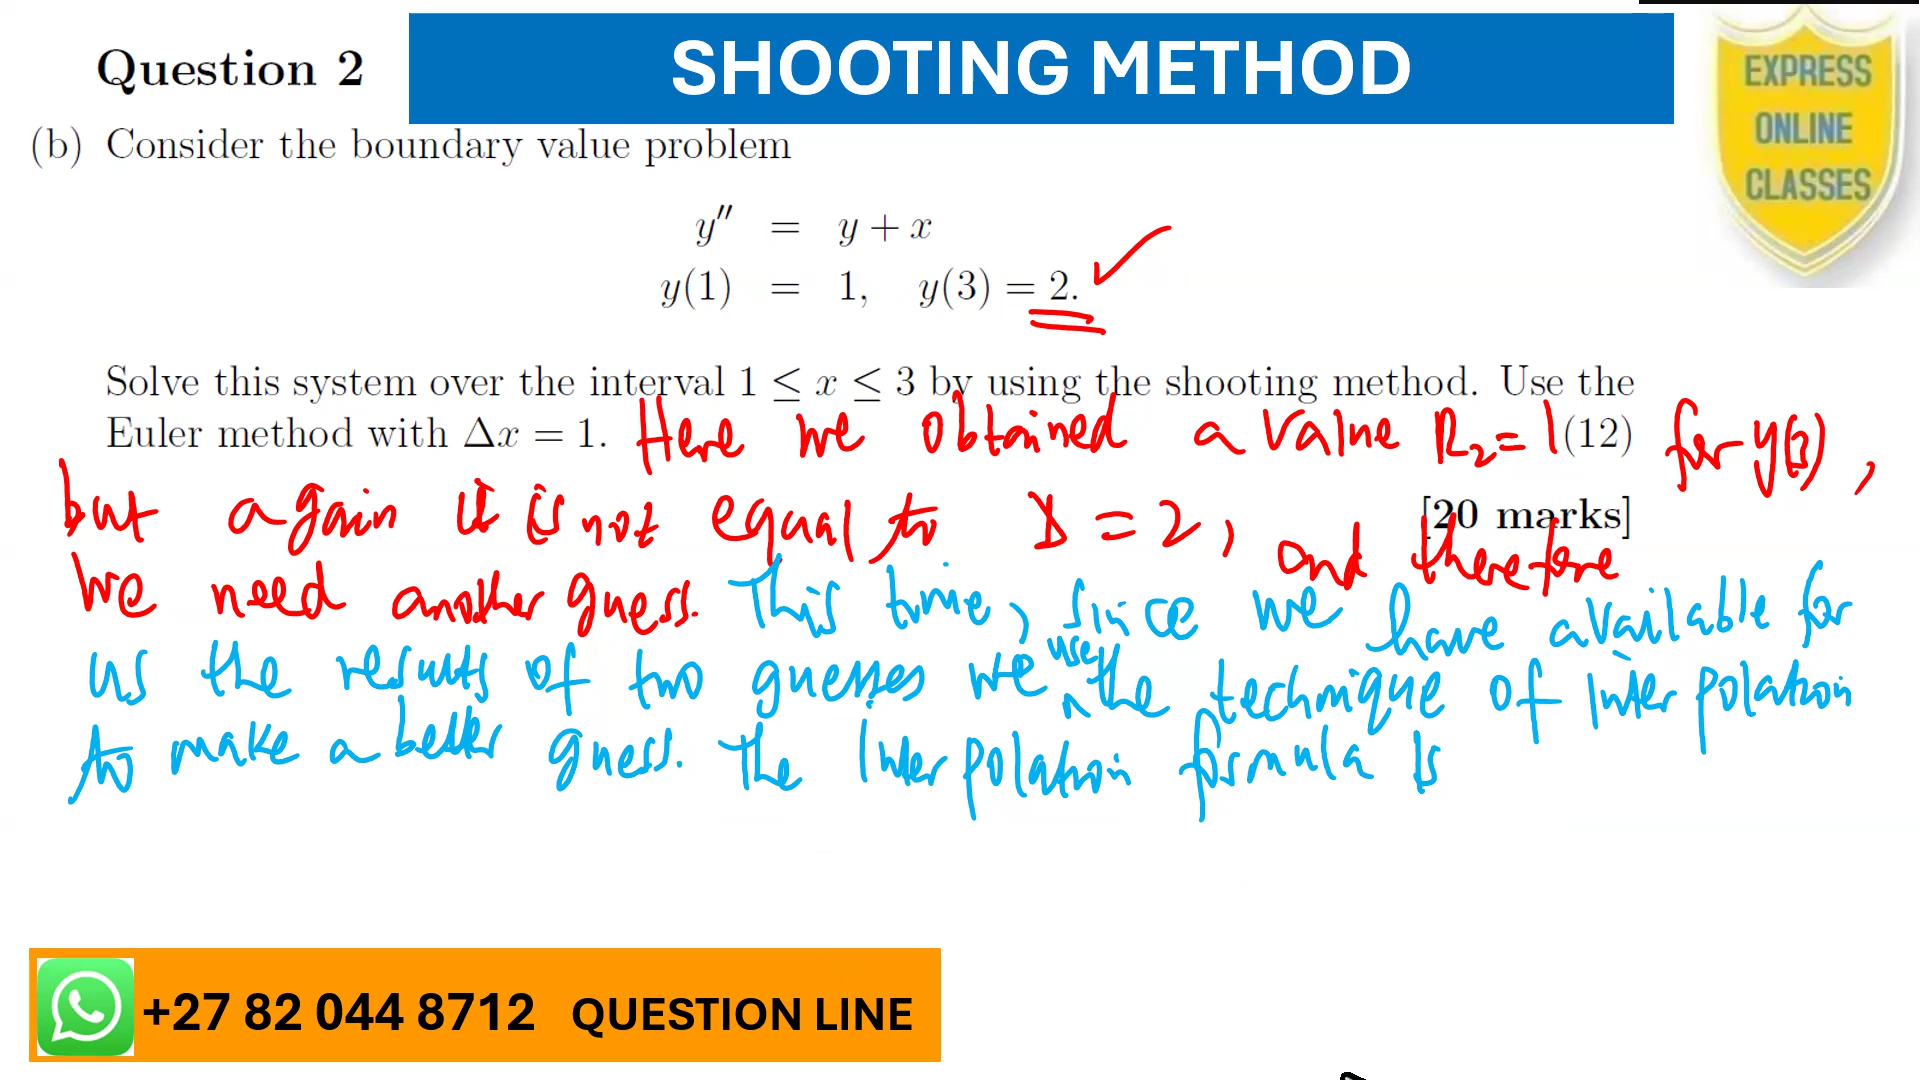 Question 2
SHOOTING METHOD
EXPRESS
ONLINE
CLASSES
(b) Consider the boundary value problem
y″ = y + x
y(1) = 1, y(3) = 2.
Solve this system over the interval 1 ≤ x ≤ 3 by using the shooting method. Use the
Euler method with Δx = 1. (12)
Here we obtained a value R₂=1 for y(3),
[20 marks]
but again it is not equal to D = 2, and therefore
we need another guess. This time, since we have available for
us the results of two guesses we use the technique of interpolation
to make a better guess. The interpolation formula is
+27 82 044 8712 QUESTION LINE